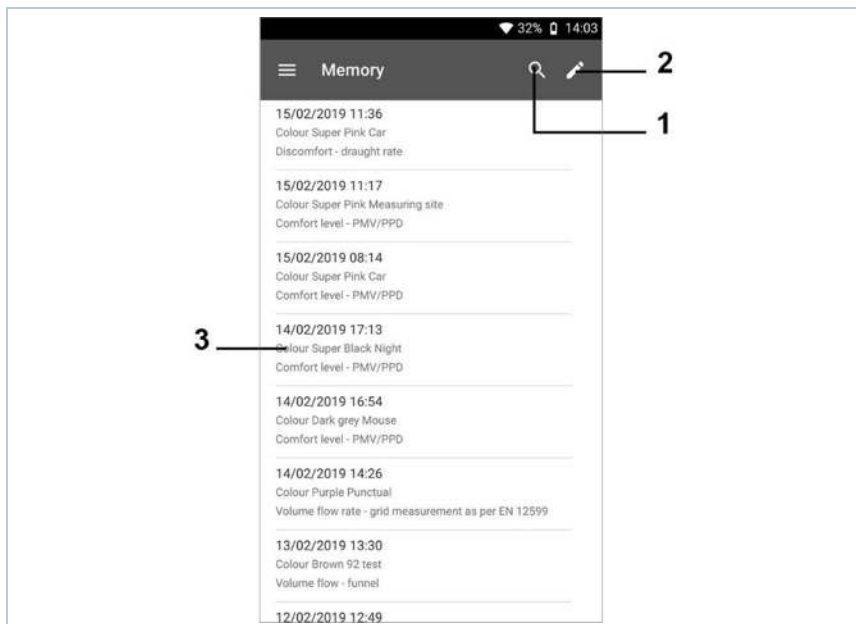 32% 14:03
Memory
2
1
15/02/2019 11:36
Colour Super Pink Car
Discomfort - draught rate
15/02/2019 11:17
Colour Super Pink Measuring site
Comfort level - PMV/PPD
15/02/2019 08:14
Colour Super Pink Car
Comfort level - PMV/PPD
14/02/2019 17:13
3
Colour Super Black Night
Comfort level - PMV/PPD
14/02/2019 16:54
Colour Dark grey Mouse
Comfort level - PMV/PPD
14/02/2019 14:26
Colour Purple Punctual
Volume flow rate - grid measurement as per EN 12599
13/02/2019 13:30
Colour Brown 92 test
Volume flow - funnel
12/02/2019 12:49